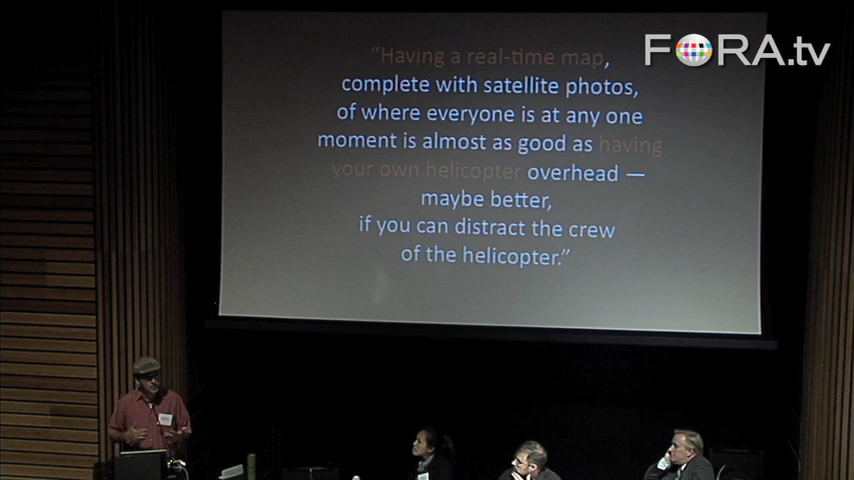 FORA.tv
“Having a real-time map,
complete with satellite photos,
of where everyone is at any one
moment is almost as good as having
your own helicopter overhead —
maybe better,
if you can distract the crew
of the helicopter.”